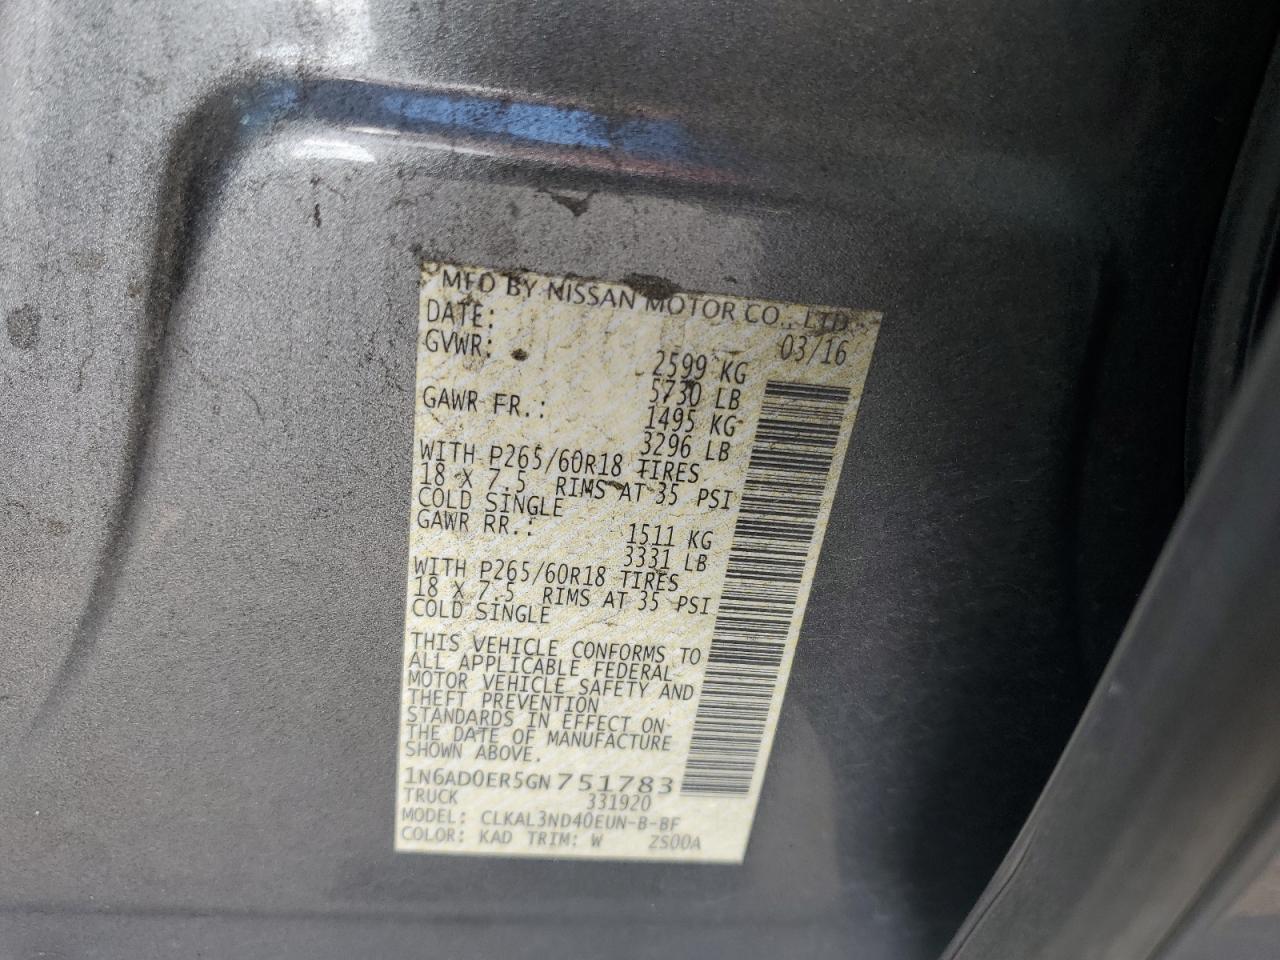 MFD BY NISSAN MOTOR CO., LTD.
DATE: 03/16
GVWR: 2599 KG
5730 LB
GAWR FR.: 1495 KG
3296 LB
WITH P265/60R18 TIRES
18 X 7.5 RIMS AT 35 PSI
COLD SINGLE
GAWR RR.: 1511 KG
3331 LB
WITH P265/60R18 TIRES
18 X 7.5 RIMS AT 35 PSI
COLD SINGLE
THIS VEHICLE CONFORMS TO
ALL APPLICABLE FEDERAL
MOTOR VEHICLE SAFETY AND
THEFT PREVENTION
STANDARDS IN EFFECT ON
THE DATE OF MANUFACTURE
SHOWN ABOVE.
1N6AD0ER5GN751783
TRUCK 331920
MODEL: CLKAL3ND40EUN-B-BF
COLOR: KAD TRIM: W ZS00A